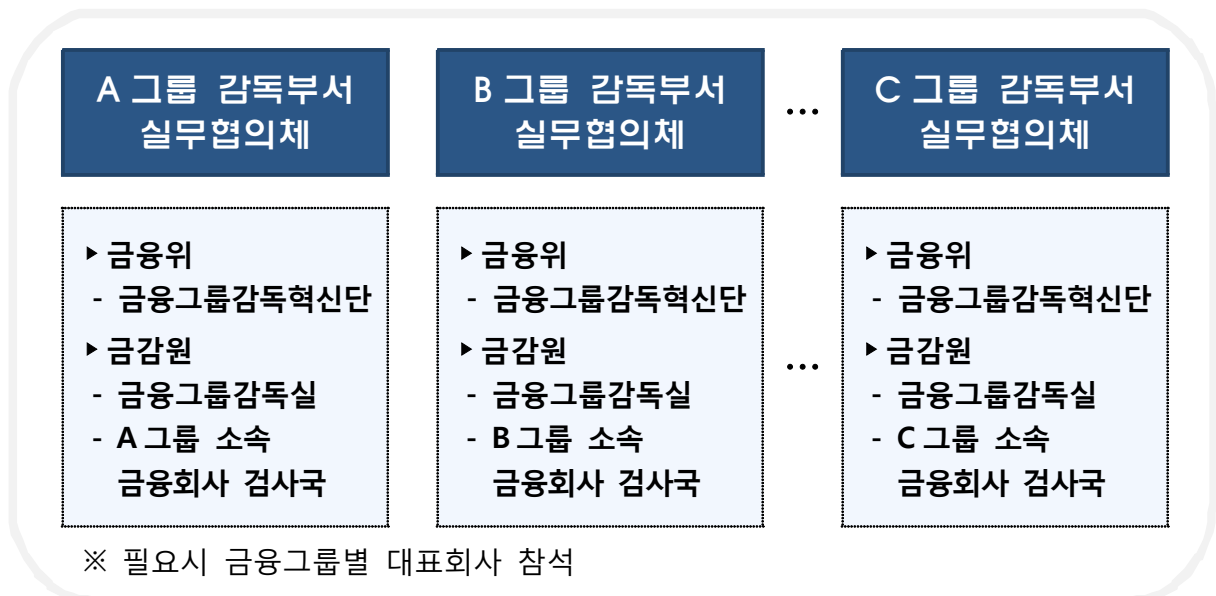 A 그룹 감독부서
실무협의체
B 그룹 감독부서
실무협의체
…
C 그룹 감독부서
실무협의체
▶ 금융위
- 금융그룹감독혁신단
▶ 금감원
- 금융그룹감독실
- A 그룹 소속
금융회사 검사국
▶ 금융위
- 금융그룹감독혁신단
▶ 금감원
- 금융그룹감독실
- B 그룹 소속
금융회사 검사국
…
▶ 금융위
- 금융그룹감독혁신단
▶ 금감원
- 금융그룹감독실
- C 그룹 소속
금융회사 검사국
※ 필요시 금융그룹별 대표회사 참석